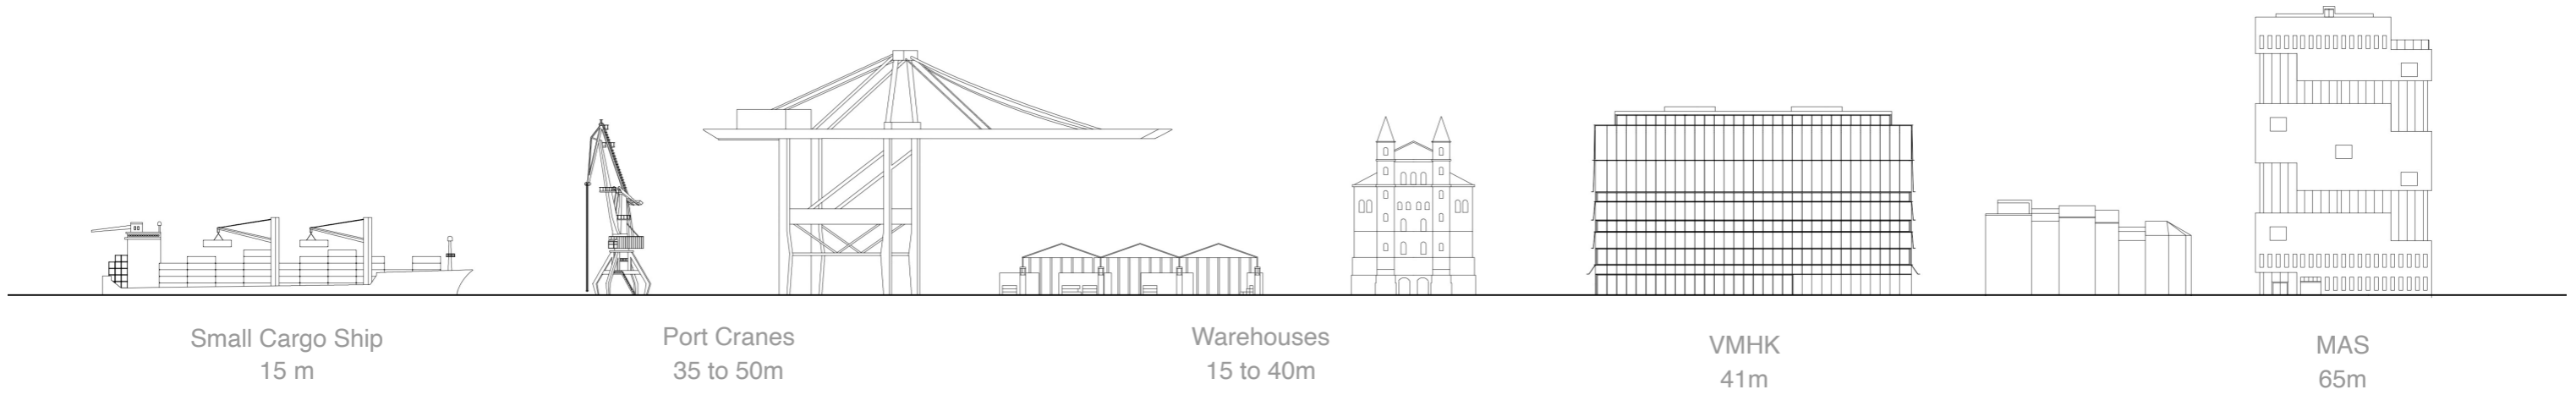 Small Cargo Ship
15 m
Port Cranes
35 to 50m
Warehouses
15 to 40m
VMHK
41m
MAS
65m